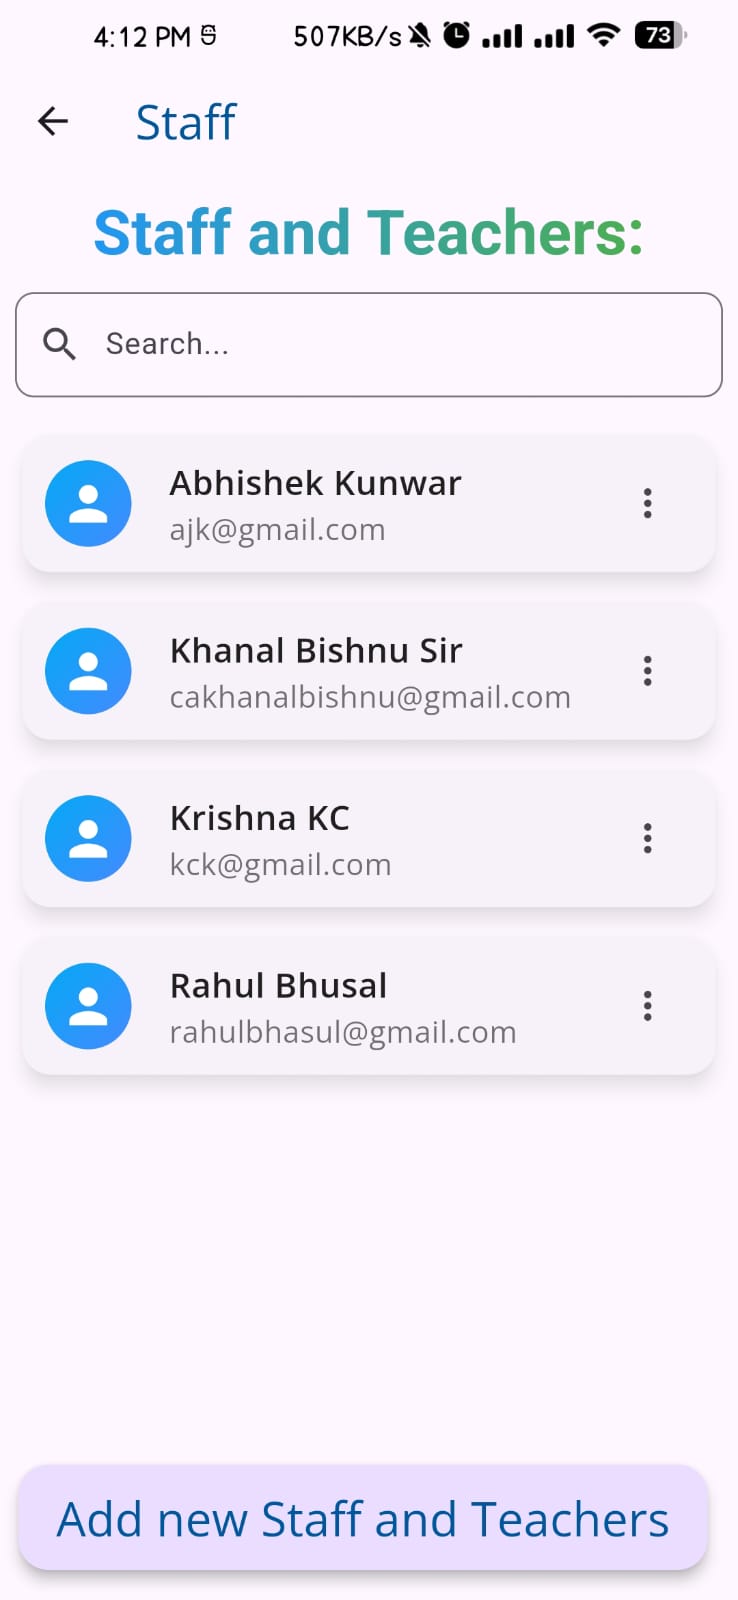 4:12 PM 507KB/s 73
Staff
Staff and Teachers:
Search...
Abhishek Kunwar
ajk@gmail.com
Khanal Bishnu Sir
cakhanalbishnu@gmail.com
Krishna KC
kck@gmail.com
Rahul Bhusal
rahulbhasul@gmail.com
Add new Staff and Teachers